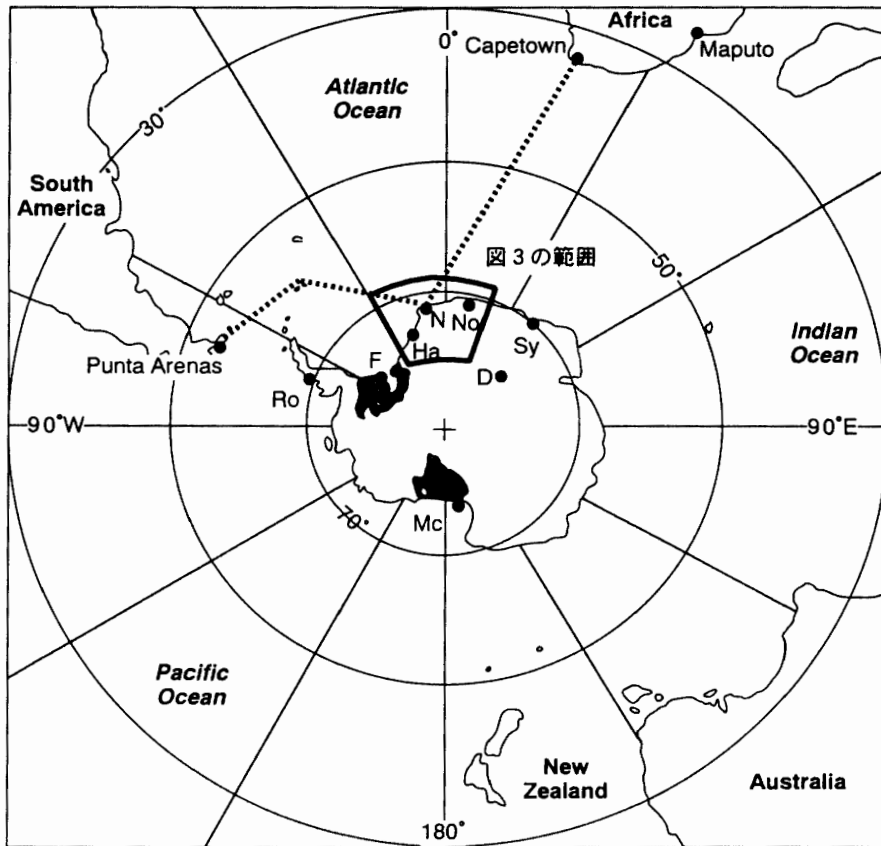 Africa
0°
Capetown
Maputo
Atlantic
Ocean
30°
South
America
図3の範囲
50°
N
No
Indian
Ocean
Ha
Sy
Punta Arenas
F
D
Ro
90°W
90°E
70°
Mc
Pacific
Ocean
New
Zealand
Australia
180°